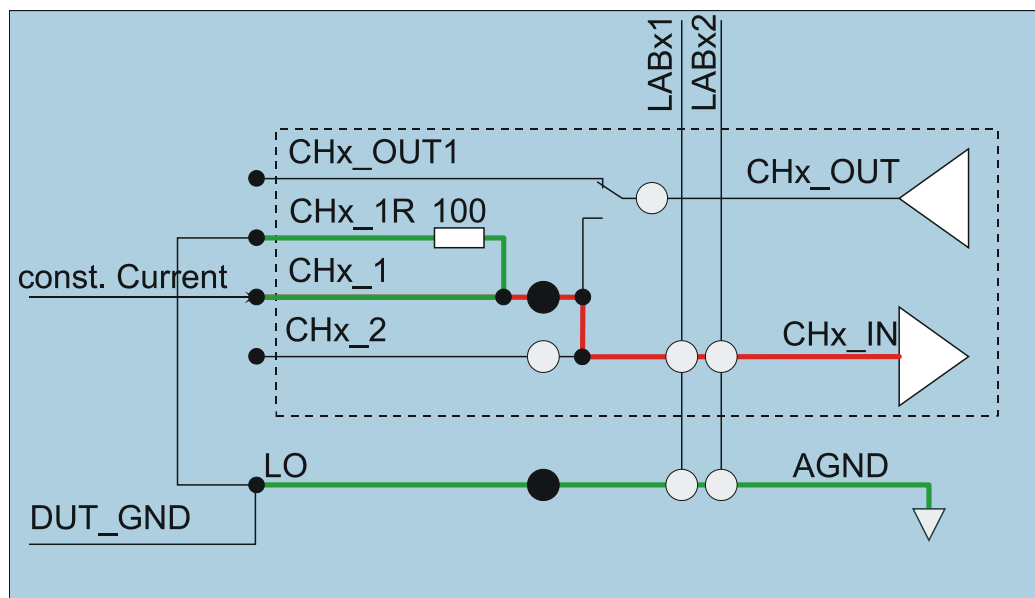 LABx1
LABx2
CHx_OUT1
CHx_OUT
CHx_1R 100
const. Current
CHx_1
CHx_2
CHx_IN
LO
AGND
DUT_GND